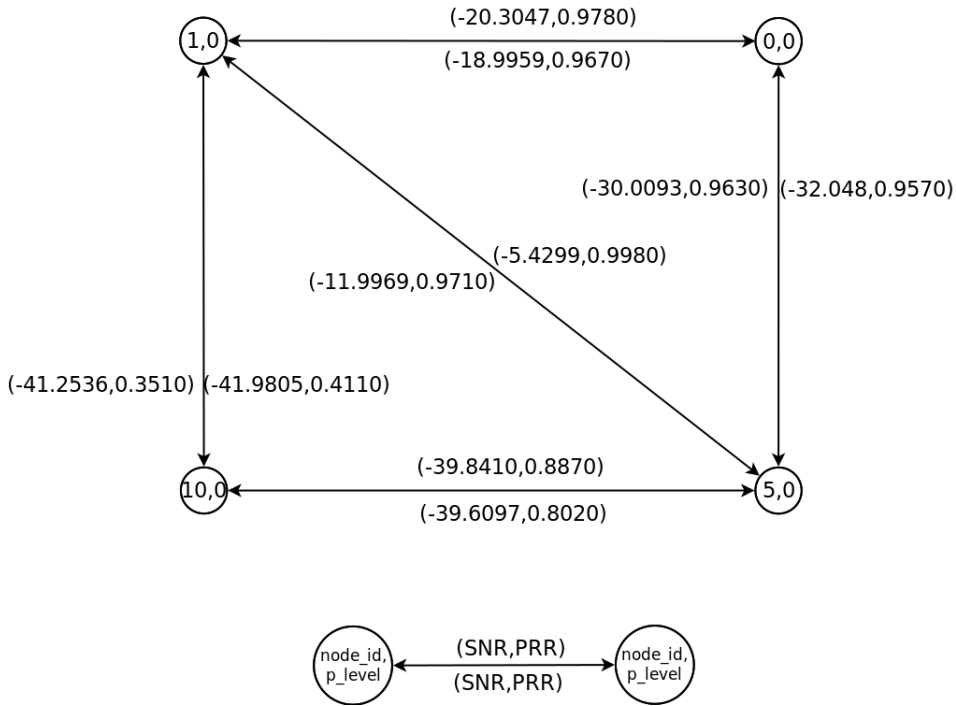 (-20.3047,0.9780)
1,0
0,0
(-18.9959,0.9670)
(-30.0093,0.9630)
(-32.048,0.9570)
(-5.4299,0.9980)
(-11.9969,0.9710)
(-41.2536,0.3510)
(-41.9805,0.4110)
(-39.8410,0.8870)
10,0
5,0
(-39.6097,0.8020)
node_id,
p_level
(SNR,PRR)
(SNR,PRR)
node_id,
p_level